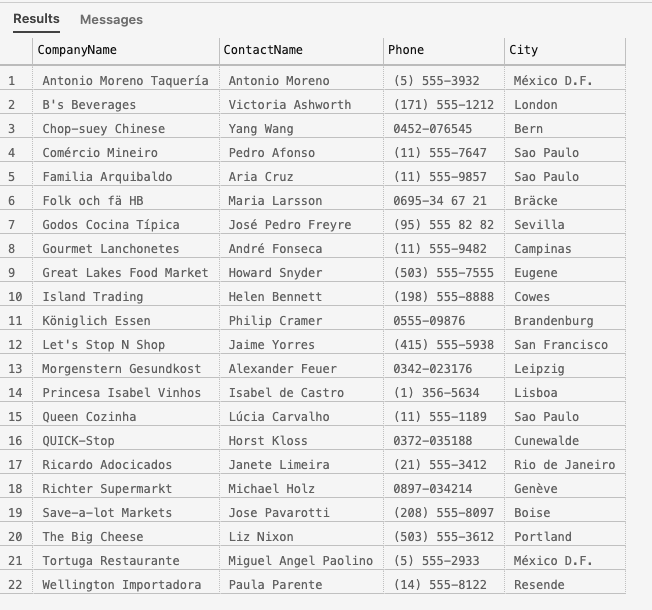 Results Messages
CompanyName ContactName Phone City
1 Antonio Moreno Taquería Antonio Moreno (5) 555-3932 México D.F.
2 B's Beverages Victoria Ashworth (171) 555-1212 London
3 Chop-suey Chinese Yang Wang 0452-076545 Bern
4 Comércio Mineiro Pedro Afonso (11) 555-7647 Sao Paulo
5 Familia Arquibaldo Aria Cruz (11) 555-9857 Sao Paulo
6 Folk och fä HB Maria Larsson 0695-34 67 21 Bräcke
7 Godos Cocina Típica José Pedro Freyre (95) 555 82 82 Sevilla
8 Gourmet Lanchonetes André Fonseca (11) 555-9482 Campinas
9 Great Lakes Food Market Howard Snyder (503) 555-7555 Eugene
10 Island Trading Helen Bennett (198) 555-8888 Cowes
11 Königlich Essen Philip Cramer 0555-09876 Brandenburg
12 Let's Stop N Shop Jaime Yorres (415) 555-5938 San Francisco
13 Morgenstern Gesundkost Alexander Feuer 0342-023176 Leipzig
14 Princesa Isabel Vinhos Isabel de Castro (1) 356-5634 Lisboa
15 Queen Cozinha Lúcia Carvalho (11) 555-1189 Sao Paulo
16 QUICK-Stop Horst Kloss 0372-035188 Cunewalde
17 Ricardo Adocicados Janete Limeira (21) 555-3412 Rio de Janeiro
18 Richter Supermarkt Michael Holz 0897-034214 Genève
19 Save-a-lot Markets Jose Pavarotti (208) 555-8097 Boise
20 The Big Cheese Liz Nixon (503) 555-3612 Portland
21 Tortuga Restaurante Miguel Angel Paolino (5) 555-2933 México D.F.
22 Wellington Importadora Paula Parente (14) 555-8122 Resende